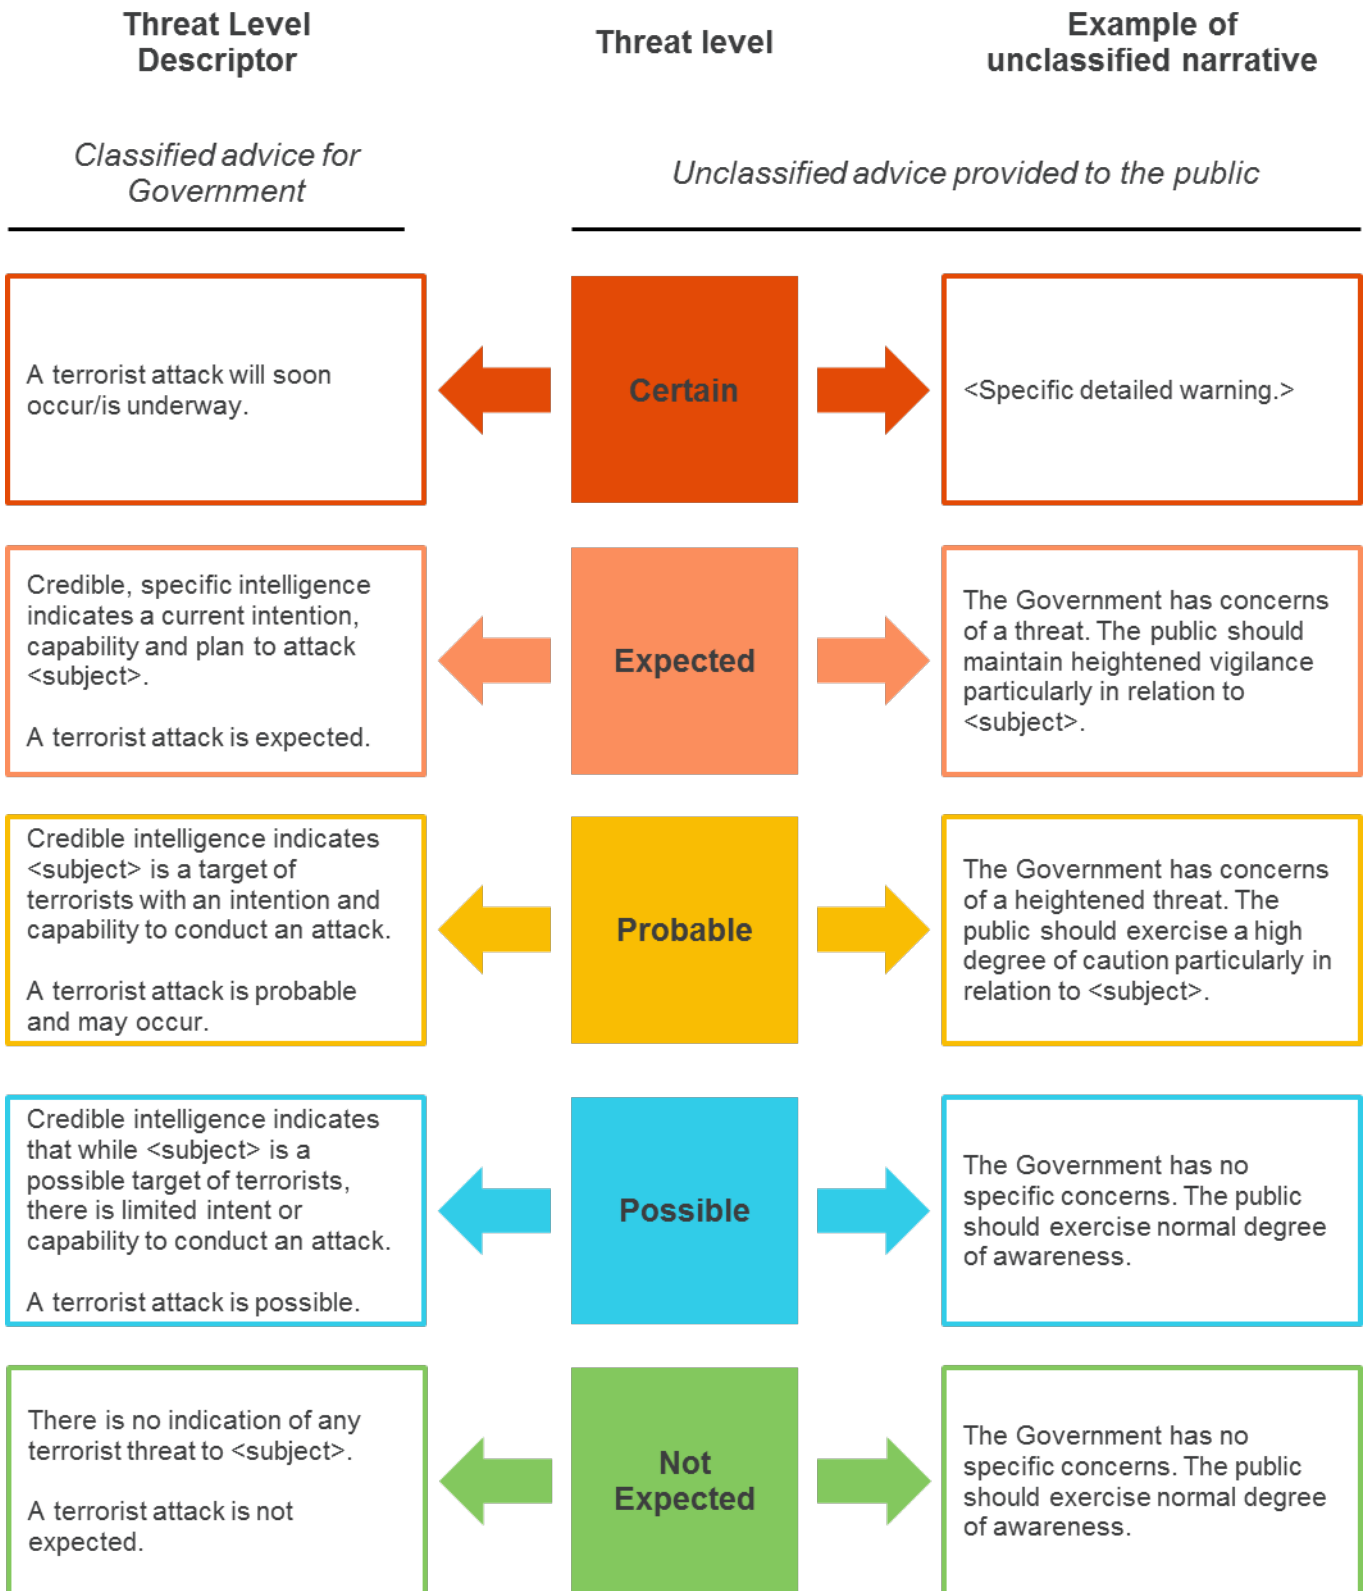 Threat Level
Descriptor
Threat level
Example of
unclassified narrative
Classified advice for
Government
Unclassified advice provided to the public
A terrorist attack will soon
occur/is underway.
Certain
<Specific detailed warning.>
Credible, specific intelligence
indicates a current intention,
capability and plan to attack
<subject>.
A terrorist attack is expected.
Expected
The Government has concerns
of a threat. The public should
maintain heightened vigilance
particularly in relation to
<subject>.
Credible intelligence indicates
<subject> is a target of
terrorists with an intention and
capability to conduct an attack.
A terrorist attack is probable
and may occur.
Probable
The Government has concerns
of a heightened threat. The
public should exercise a high
degree of caution particularly in
relation to <subject>.
Credible intelligence indicates
that while <subject> is a
possible target of terrorists,
there is limited intent or
capability to conduct an attack.
A terrorist attack is possible.
Possible
The Government has no
specific concerns. The public
should exercise normal degree
of awareness.
There is no indication of any
terrorist threat to <subject>.
A terrorist attack is not
expected.
Not
Expected
The Government has no
specific concerns. The public
should exercise normal degree
of awareness.